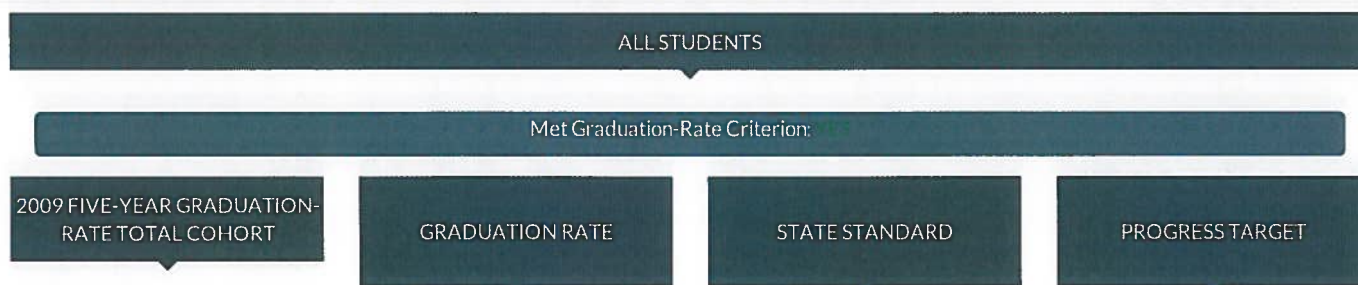 ALL STUDENTS
Met Graduation-Rate Criterion:
2009 FIVE-YEAR GRADUATION-
RATE TOTAL COHORT
GRADUATION RATE
STATE STANDARD
PROGRESS TARGET